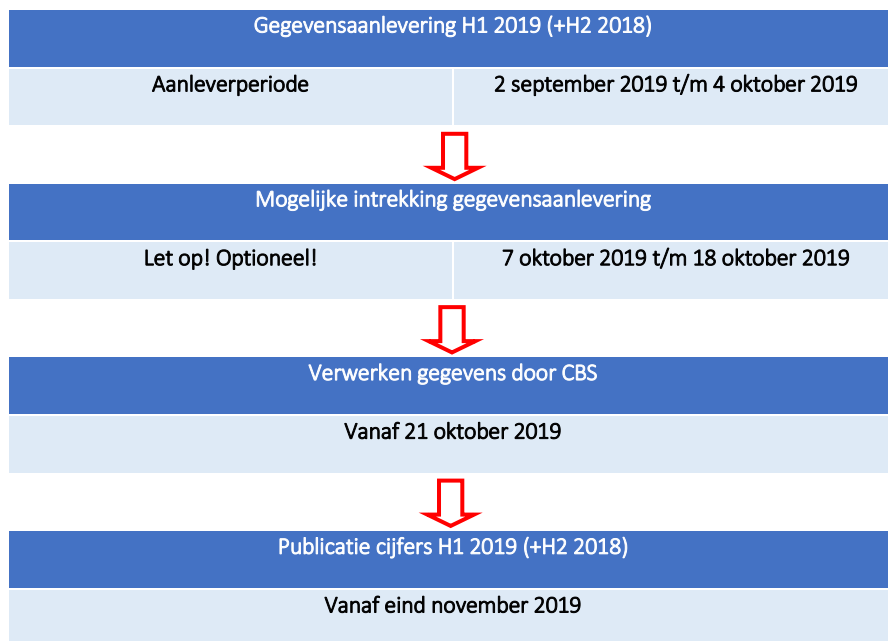 Gegevensaanlevering H1 2019 (+H2 2018)
Aanleverperiode
2 september 2019 t/m 4 oktober 2019
Mogelijke intrekking gegevensaanlevering
Let op! Optioneel!
7 oktober 2019 t/m 18 oktober 2019
Verwerken gegevens door CBS
Vanaf 21 oktober 2019
Publicatie cijfers H1 2019 (+H2 2018)
Vanaf eind november 2019